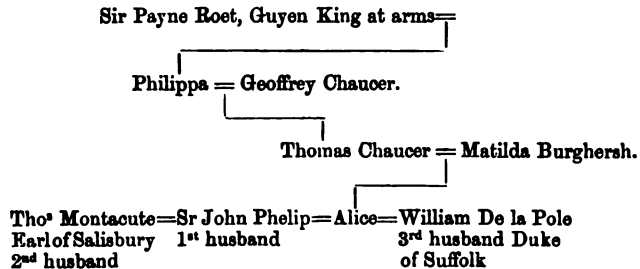 Sir Payne Roet, Guyen King at arms=
Philippa = Geoffrey Chaucer.
Thomas Chaucer = Matilda Burghersh.
Thoˢ Montacute=Sr John Phelip=Alice=William De la Pole
Earl of Salisbury 1ˢᵗ husband 3ʳᵈ husband Duke
2ⁿᵈ husband of Suffolk